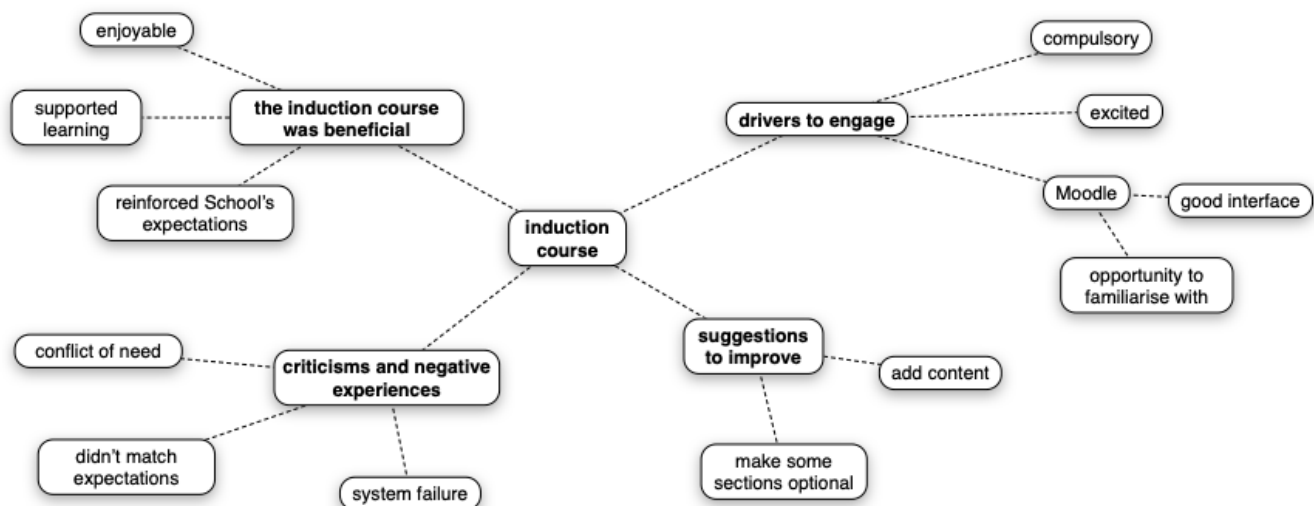 enjoyable
supported
learning
the induction course
was beneficial
reinforced School’s
expectations
compulsory
drivers to engage
excited
Moodle
good interface
opportunity to
familiarise with
induction
course
conflict of need
criticisms and negative
experiences
didn’t match
expectations
system failure
suggestions
to improve
add content
make some
sections optional